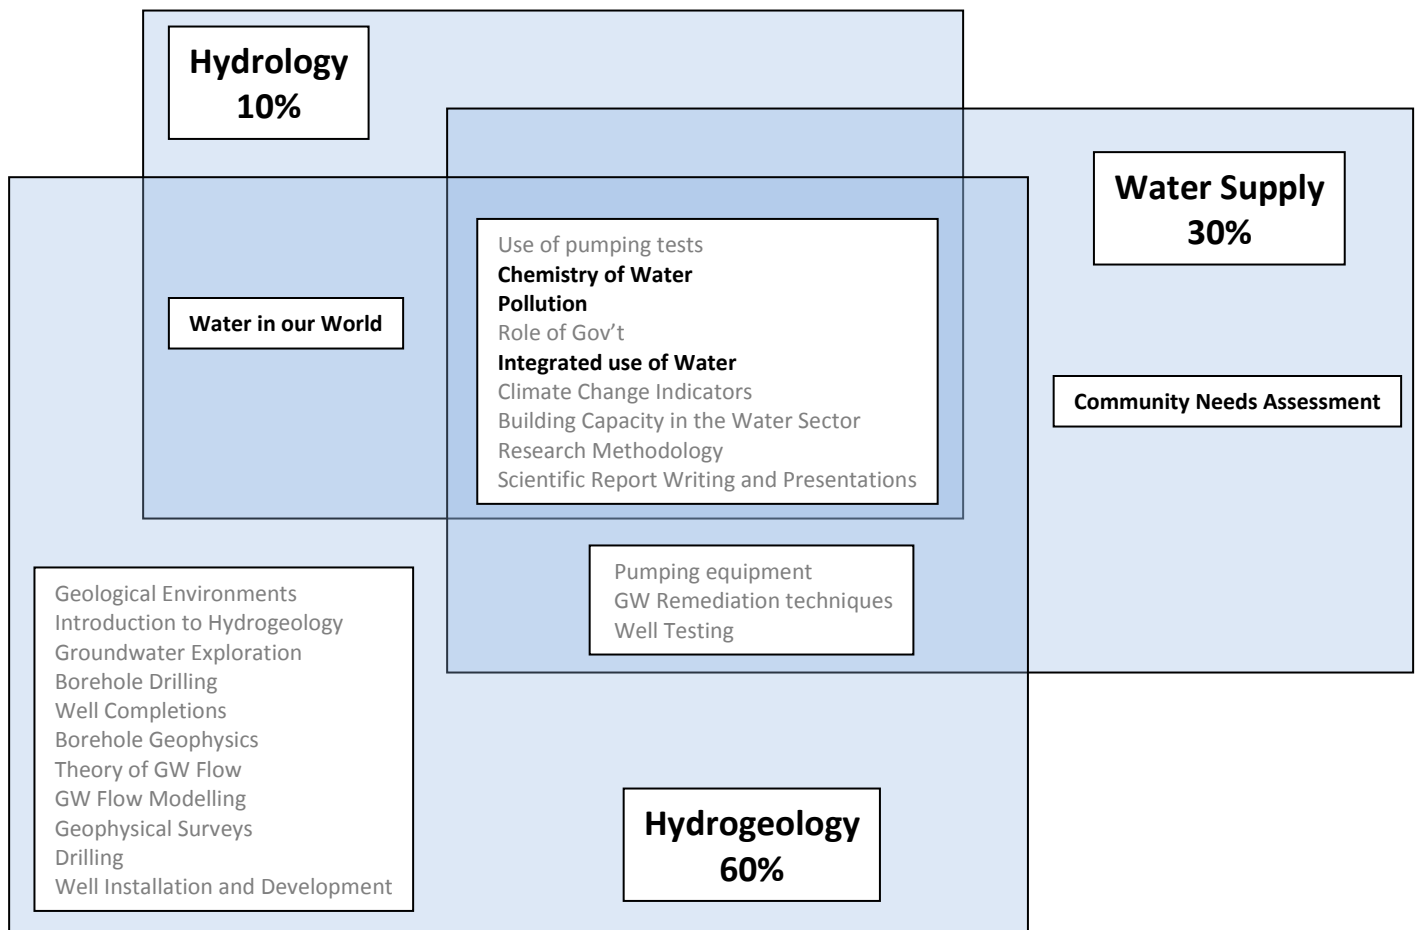 Hydrology
10%
Water Supply
30%
Use of pumping tests
Chemistry of Water
Pollution
Role of Gov’t
Integrated use of Water
Climate Change Indicators
Building Capacity in the Water Sector
Research Methodology
Scientific Report Writing and Presentations
Water in our World
Community Needs Assessment
Pumping equipment
GW Remediation techniques
Well Testing
Geological Environments
Introduction to Hydrogeology
Groundwater Exploration
Borehole Drilling
Well Completions
Borehole Geophysics
Theory of GW Flow
GW Flow Modelling
Geophysical Surveys
Drilling
Well Installation and Development
Hydrogeology
60%